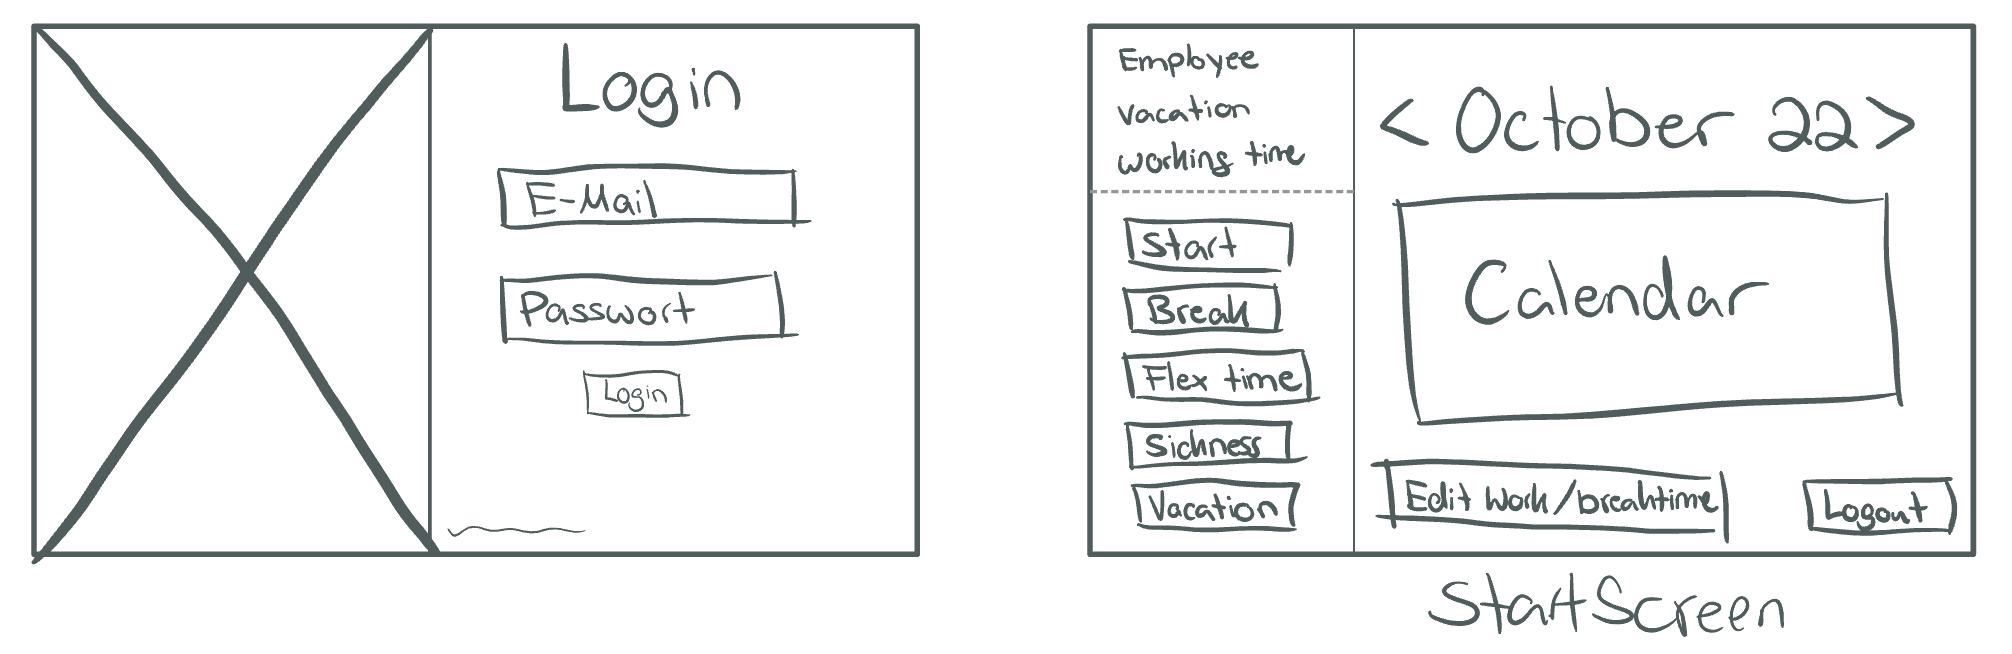 Login
E-Mail
Passwort
Login
Employee
vacation
working time
Start
Break
Flex time
Sickness
Vacation
< October 22 >
Calendar
Edit work/breaktime
Logout
StartScreen